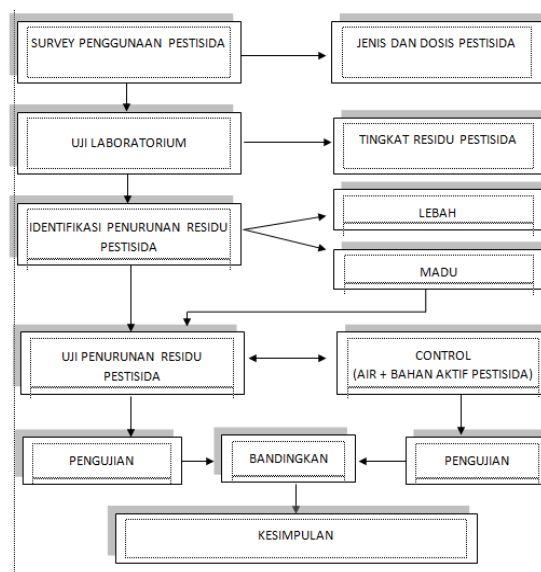 SURVEY PENGGUNAAN PESTISIDA
JENIS DAN DOSIS PESTISIDA
UJI LABORATORIUM
TINGKAT RESIDU PESTISIDA
IDENTIFIKASI PENURUNAN RESIDU
PESTISIDA
LEBAH
MADU
UJI PENURUNAN RESIDU
PESTISIDA
CONTROL
(AIR + BAHAN AKTIF PESTISIDA)
PENGUJIAN
BANDINGKAN
PENGUJIAN
KESIMPULAN